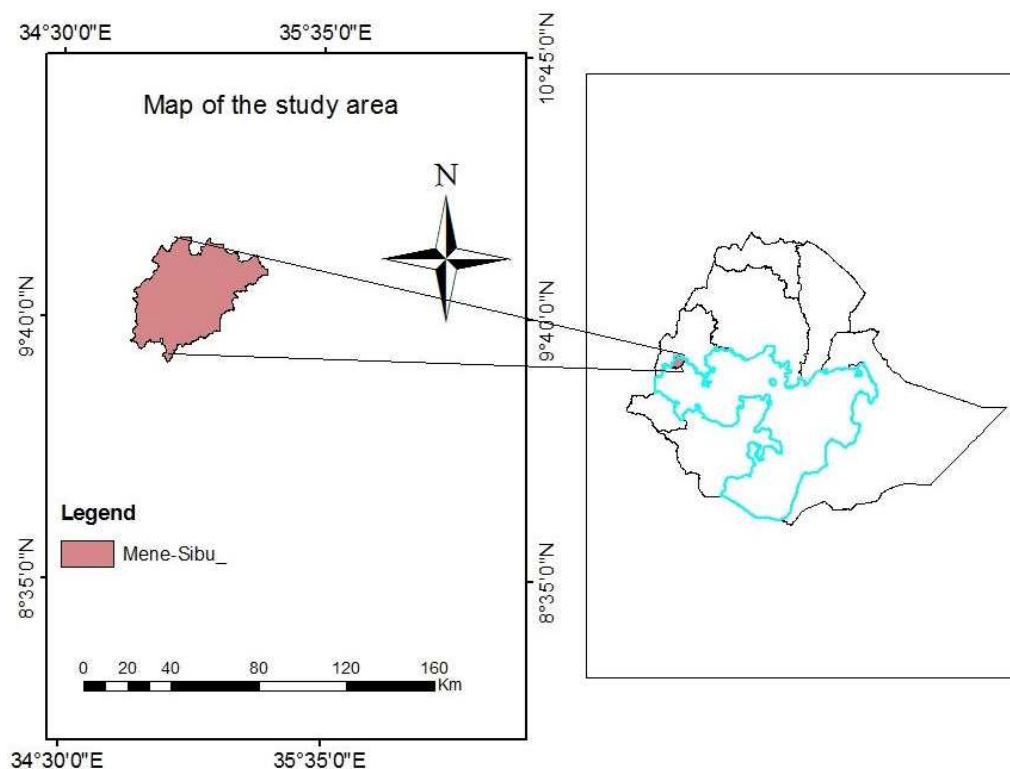 34°30'0"E 35°35'0"E
Map of the study area
N
10°45'0"N
9°40'0"N
9°40'0"N
8°35'0"N
8°35'0"N
Legend
Mene-Sibu_
0 20 40 80 120 160
Km
34°30'0"E 35°35'0"E